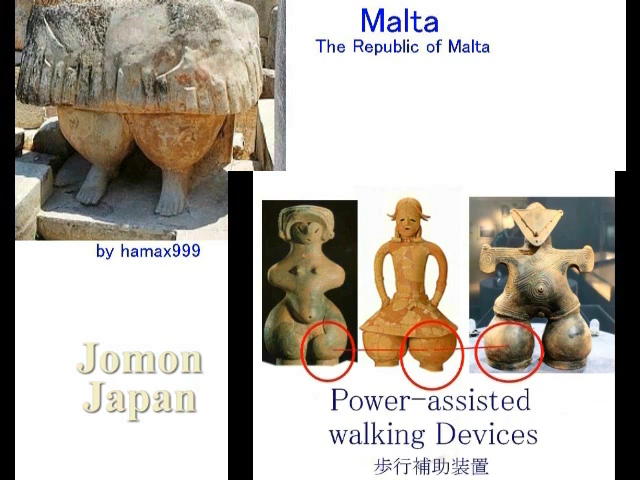 Malta
The Republic of Malta
by hamax999
Jomon
Japan
Power-assisted
walking Devices
歩行補助装置